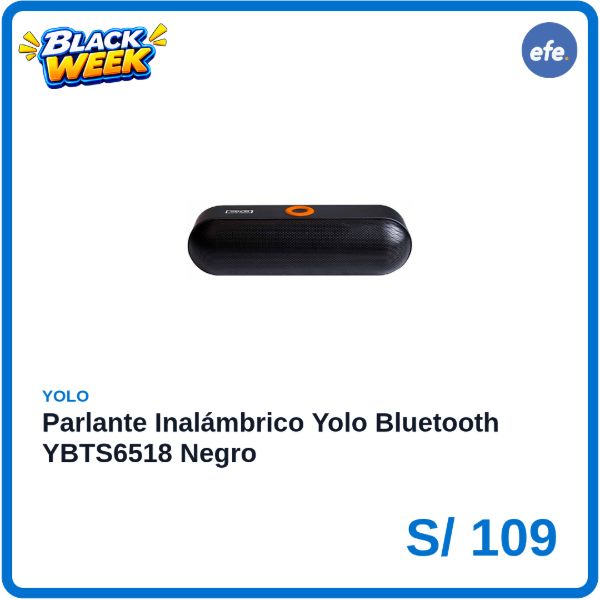 BLACK
WEEK
efe.
YOLO
Parlante Inalámbrico Yolo Bluetooth
YBTS6518 Negro
S/ 109